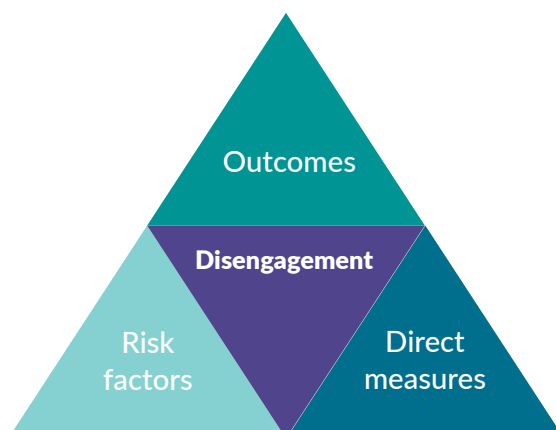 Outcomes
Disengagement
Risk
factors
Direct
measures